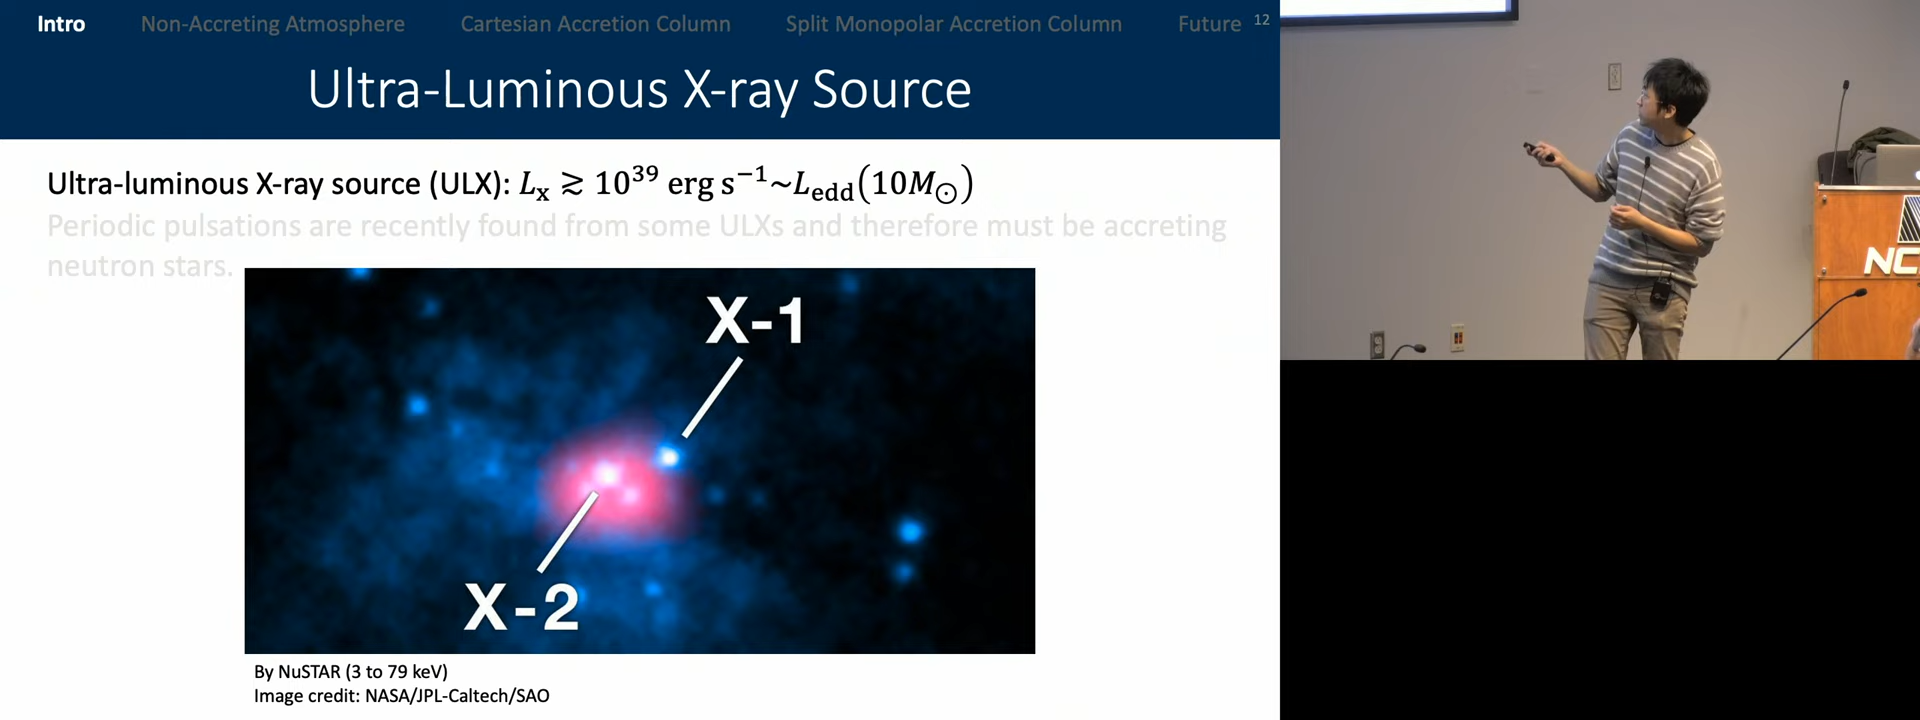 Intro Non-Accreting Atmosphere Cartesian Accretion Column Split Monopolar Accretion Column Future 12
Ultra-Luminous X-ray Source
Ultra-luminous X-ray source (ULX): Lₓ ≳ 10³⁹ erg s⁻¹~L_edd(10M_⊙)
Periodic pulsations are recently found from some ULXs and therefore must be accreting
neutron stars.
X-1
X-2
By NuSTAR (3 to 79 keV)
Image credit: NASA/JPL-Caltech/SAO
NC